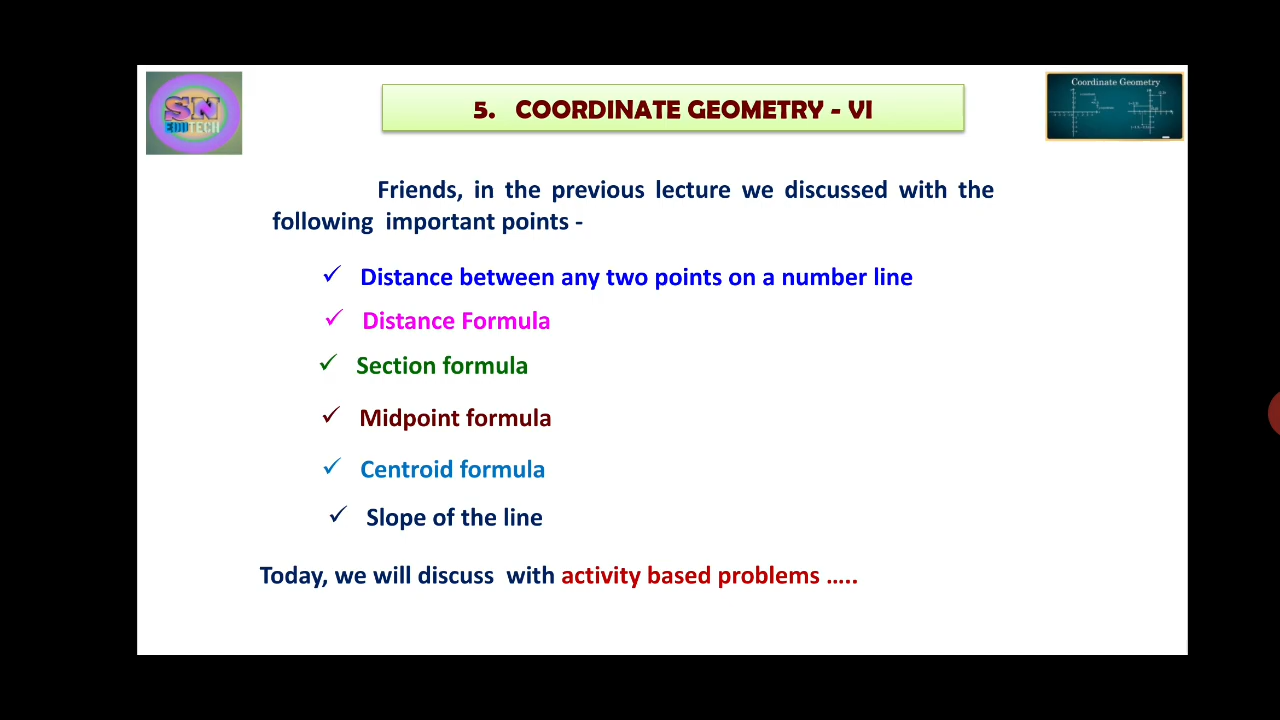 SN
EDUTECH
5. COORDINATE GEOMETRY - VI
Coordinate Geometry
Friends, in the previous lecture we discussed with the
following important points -
✓ Distance between any two points on a number line
✓ Distance Formula
✓ Section formula
✓ Midpoint formula
✓ Centroid formula
✓ Slope of the line
Today, we will discuss with activity based problems .....